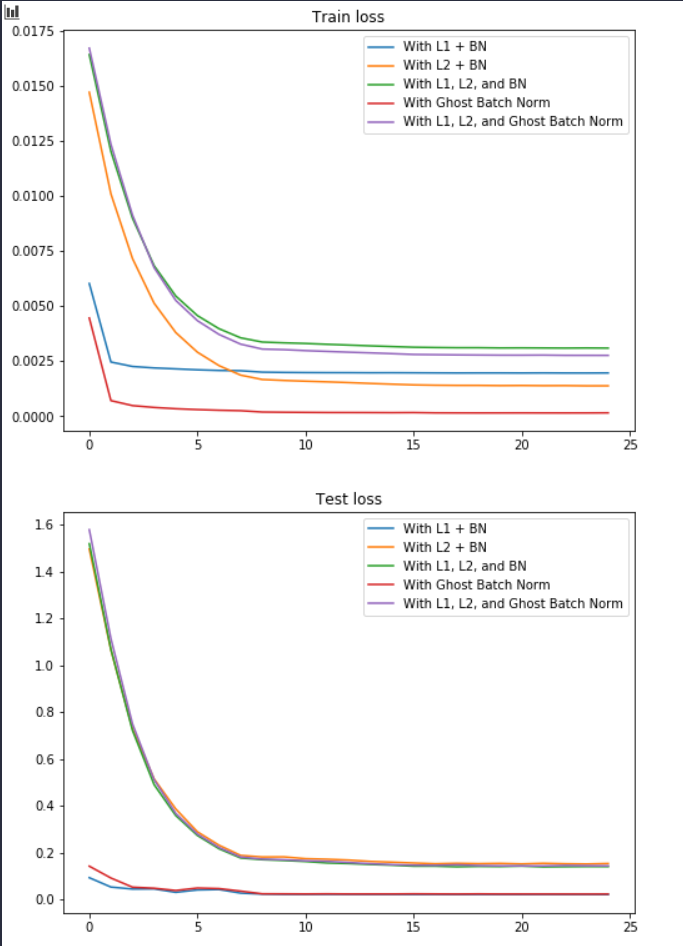 Train loss
0.0175
0.0150
0.0125
0.0100
0.0075
0.0050
0.0025
0.0000
With L1 + BN
With L2 + BN
With L1, L2, and BN
With Ghost Batch Norm
With L1, L2, and Ghost Batch Norm
0 5 10 15 20 25
Test loss
1.6
1.4
1.2
1.0
0.8
0.6
0.4
0.2
0.0
With L1 + BN
With L2 + BN
With L1, L2, and BN
With Ghost Batch Norm
With L1, L2, and Ghost Batch Norm
0 5 10 15 20 25